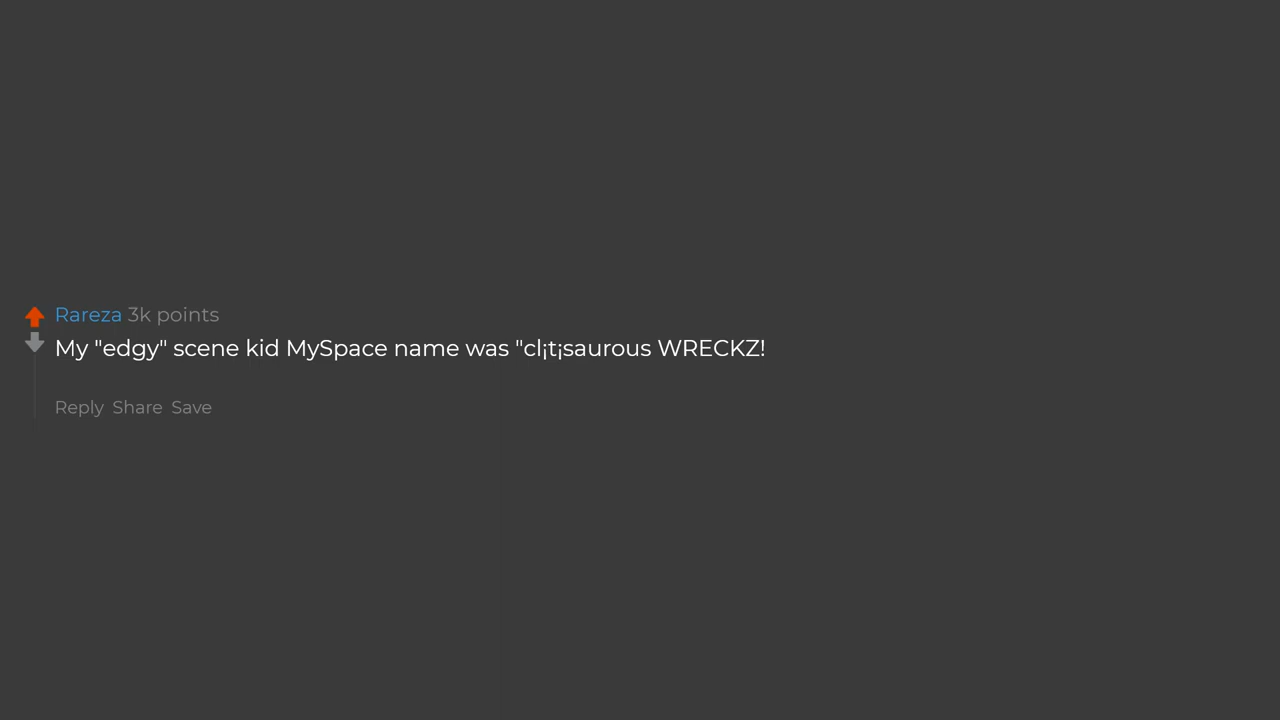 Rareza 3k points
My "edgy" scene kid MySpace name was "cl¡t¡saurous WRECKZ!
Reply Share Save